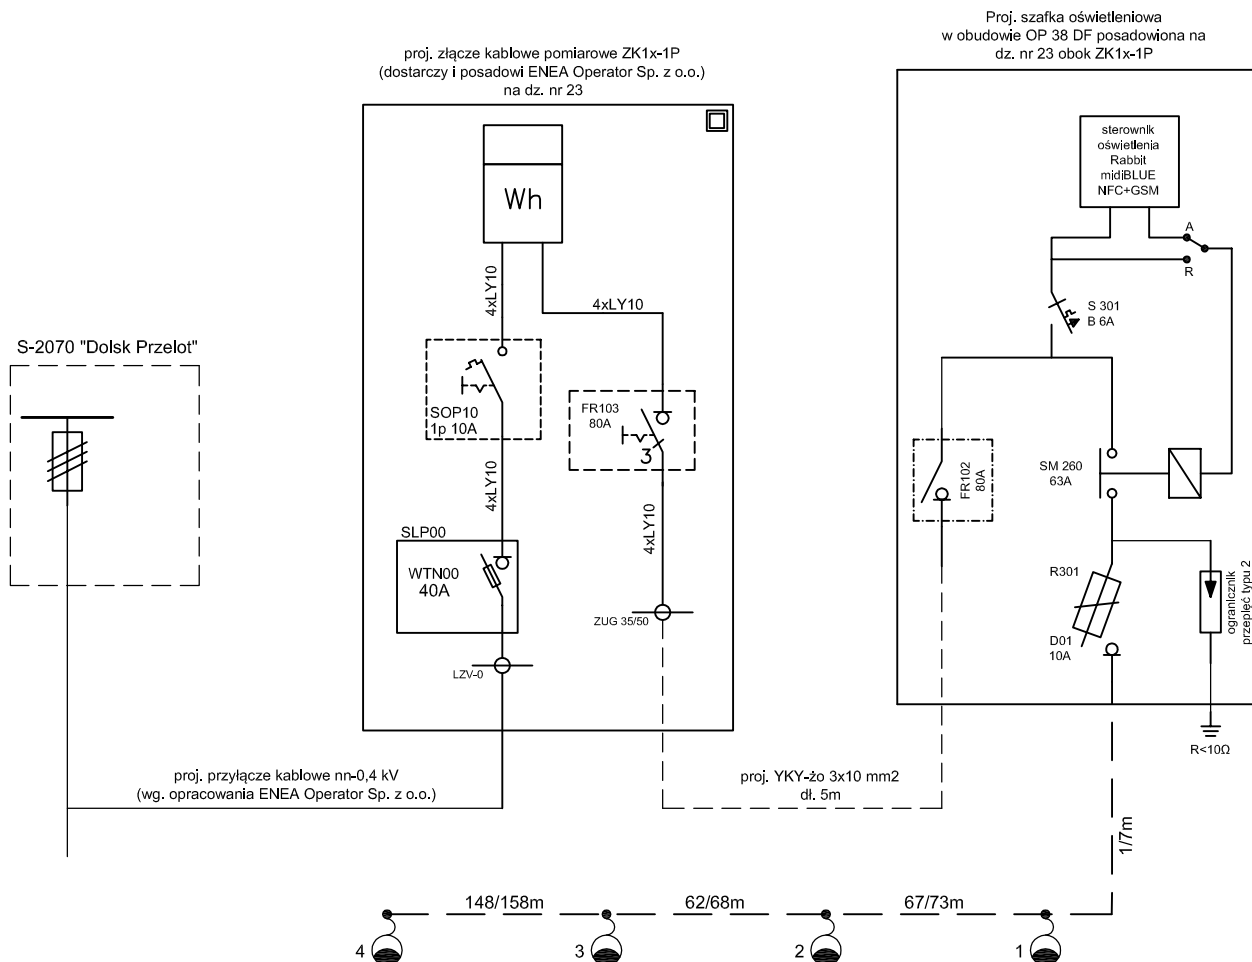 Proj. szafka oświetleniowa
w obudowie OP 38 DF posadowiona na
dz. nr 23 obok ZK1x-1P
proj. złącze kablowe pomiarowe ZK1x-1P
(dostarczy i posadowi ENEA Operator Sp. z o.o.)
na dz. nr 23
sterownik
oświetlenia
Rabbit
midiBLUE
NFC+GSM
Wh
A
R
4xLY10
4xLY10
S 301
B 6A
S-2070 "Dolsk Przelot"
SOP10
1p 10A
FR103
80A
3
4xLY10
4xLY10
FR102
80A
SM 260
63A
SLP00
WTN00
40A
R301
D01
10A
ogranicznik
przepięć typu 2
ZUG 35/50
LZV-0
R<10Ω
proj. przyłącze kablowe nn-0,4 kV
(wg. opracowania ENEA Operator Sp. z o.o.)
proj. YKY-żo 3x10 mm2
dł. 5m
1/7m
148/158m
62/68m
67/73m
4
3
2
1